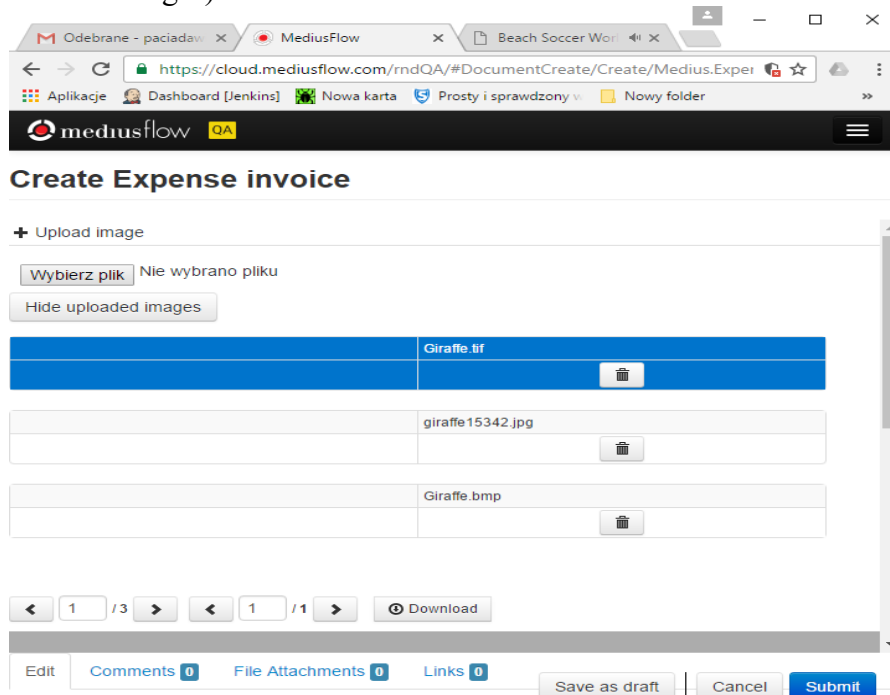 Odebrane - paciadaw
MediusFlow
Beach Soccer Worl
https://cloud.mediusflow.com/rndQA/#DocumentCreate/Create/Medius.Exper
Aplikacje Dashboard [Jenkins] Nowa karta Prosty i sprawdzony w Nowy folder »
mediusflow QA
Create Expense invoice
Upload image
Wybierz plik Nie wybrano pliku
Hide uploaded images
Giraffe.tif
giraffe15342.jpg
Giraffe.bmp
1 / 3 1 / 1 Download
Edit Comments 0 File Attachments 0 Links 0
Save as draft Cancel Submit